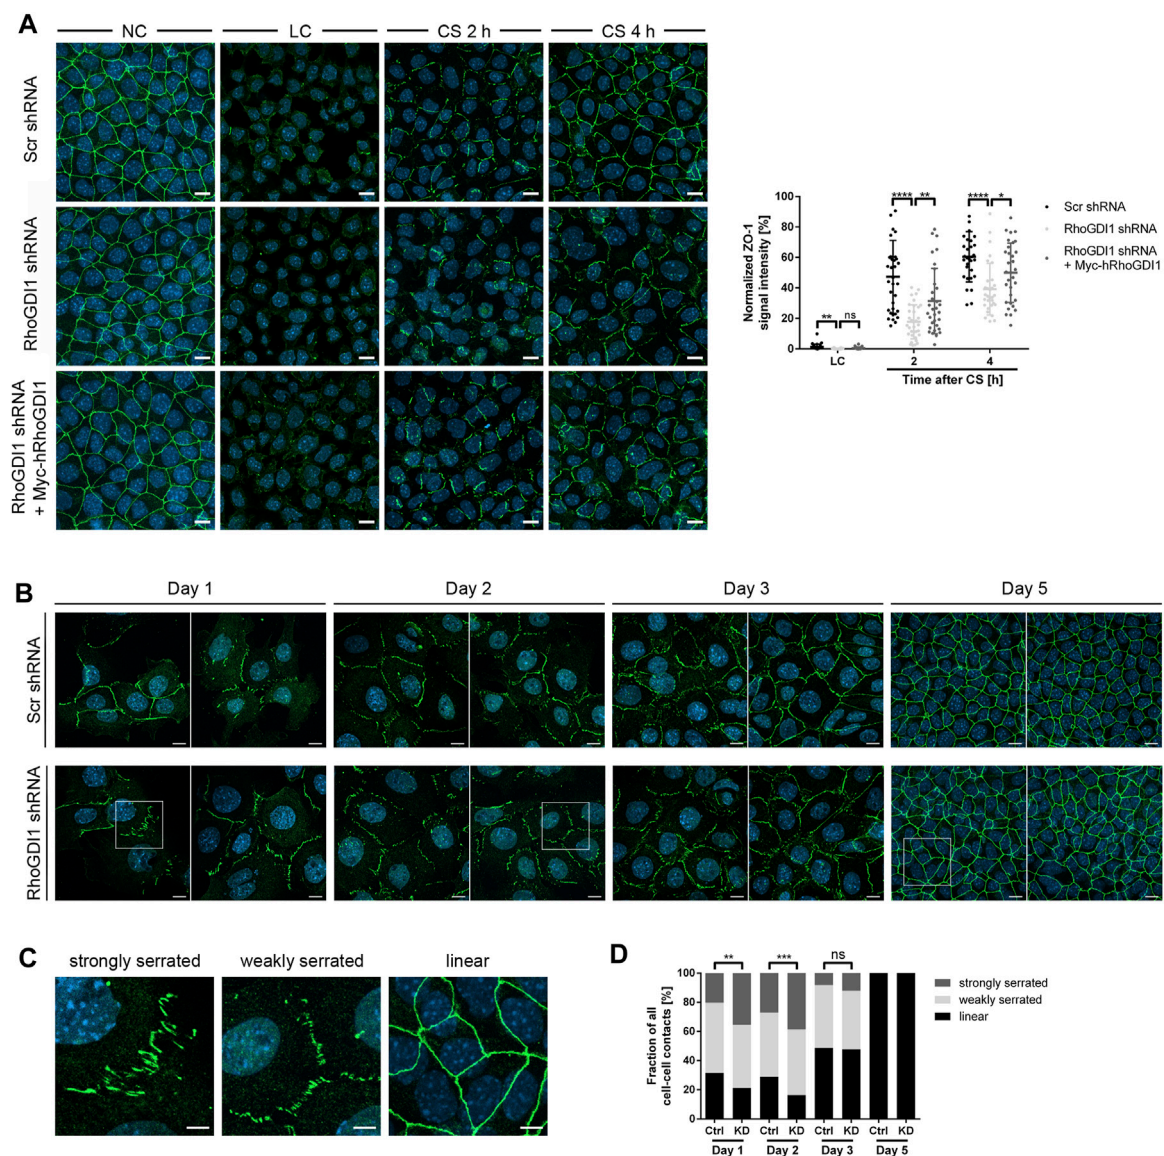 A
NC
LC
CS 2 h
CS 4 h
Scr shRNA
RhoGDI1 shRNA
RhoGDI1 shRNA
+ Myc-hRhoGDI1
Normalized ZO-1
signal intensity [%]
100
80
60
40
20
0
**
ns
****
**
****
*
LC
2
4
Time after CS [h]
Scr shRNA
RhoGDI1 shRNA
RhoGDI1 shRNA
+ Myc-hRhoGDI1
B
Day 1
Day 2
Day 3
Day 5
Scr shRNA
RhoGDI1 shRNA
C
strongly serrated
weakly serrated
linear
D
Fraction of all
cell-cell contacts [%]
100
80
60
40
20
0
**
***
ns
Ctrl KD Ctrl KD Ctrl KD Ctrl KD
Day 1 Day 2 Day 3 Day 5
strongly serrated
weakly serrated
linear